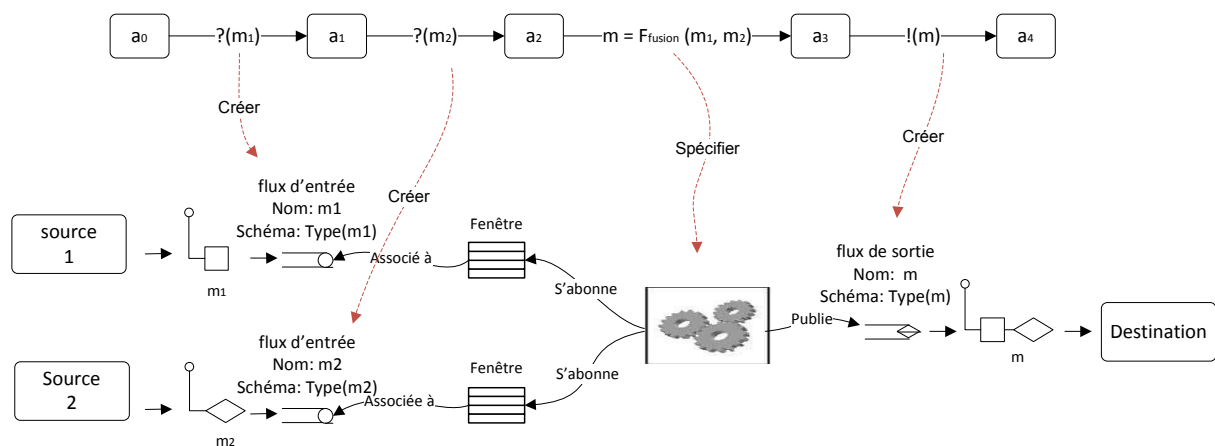 a0 ?(m1) a1 ?(m2) a2 m = Ffusion (m1, m2) a3 !(m) a4
Créer
Spécifier
Créer
Créer
flux d'entrée
Nom: m1
Schéma: Type(m1)
source
1
m1
Associé à
Fenêtre
S'abonne
flux de sortie
Nom: m
Schéma: Type(m)
Publie
m
Destination
flux d'entrée
Nom: m2
Schéma: Type(m2)
Source
2
m2
Associée à
Fenêtre
S'abonne